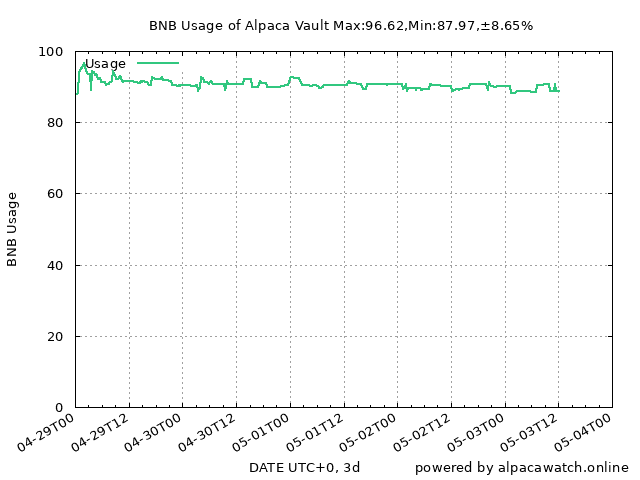 BNB Usage of Alpaca Vault Max:96.62,Min:87.97,±8.65%
Usage
100
80
60
40
20
0
BNB Usage
04-29T00
04-29T12
04-30T00
04-30T12
05-01T00
05-01T12
05-02T00
05-02T12
05-03T00
05-03T12
05-04T00
DATE UTC+0, 3d
powered by alpacawatch.online